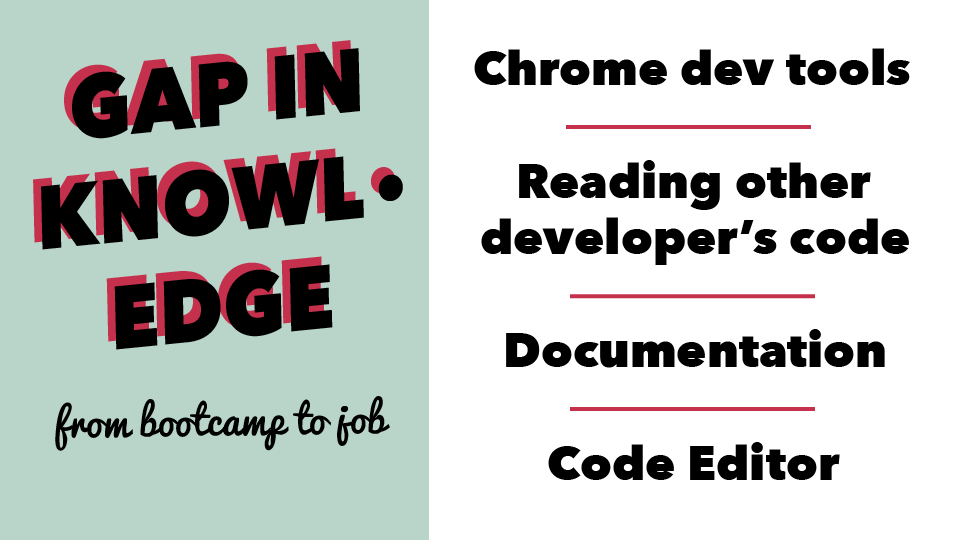 GAP IN
KNOWL •
EDGE
from bootcamp to job
Chrome dev tools
Reading other
developer’s code
Documentation
Code Editor